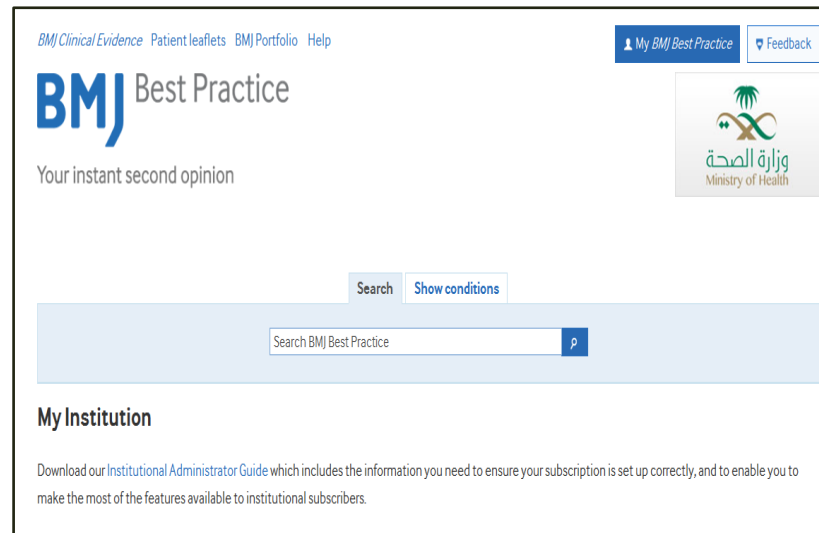 BMJ Clinical Evidence Patient leaflets BMJ Portfolio Help
My BMJ Best Practice
Feedback
BMJ Best Practice
Your instant second opinion
وزارة الصحة
Ministry of Health
Search
Show conditions
Search BMJ Best Practice
My Institution
Download our Institutional Administrator Guide which includes the information you need to ensure your subscription is set up correctly, and to enable you to
make the most of the features available to institutional subscribers.